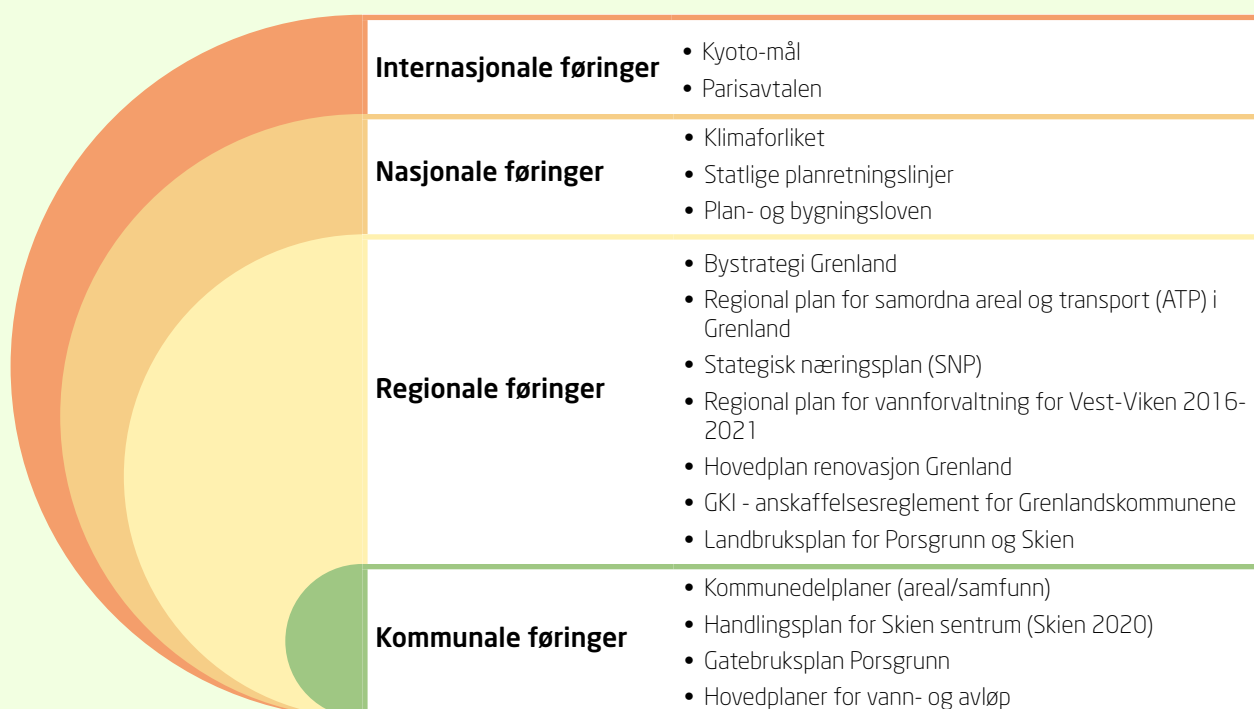 Internasjonale føringer
• Kyoto-mål
• Parisavtalen
Nasjonale føringer
• Klimaforliket
• Statlige planretningslinjer
• Plan- og bygningsloven
Regionale føringer
• Bystrategi Grenland
• Regional plan for samordna areal og transport (ATP) i
Grenland
• Stategisk næringsplan (SNP)
• Regional plan for vannforvaltning for Vest-Viken 2016-
2021
• Hovedplan renovasjon Grenland
• GKI - anskaffelsesreglement for Grenlandskommunene
• Landbruksplan for Porsgrunn og Skien
Kommunale føringer
• Kommunedelplaner (areal/samfunn)
• Handlingsplan for Skien sentrum (Skien 2020)
• Gatebruksplan Porsgrunn
• Hovedplaner for vann- og avløp